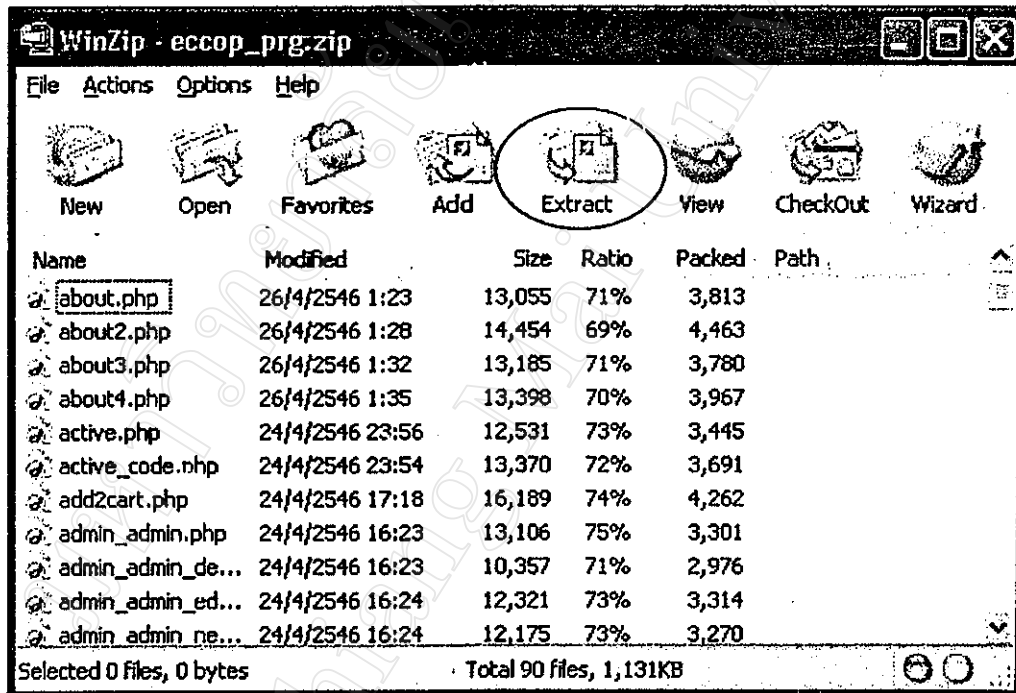 WinZip - eccop_prg.zip
File Actions Options Help
New Open Favorites Add Extract View CheckOut Wizard
Name Modified Size Ratio Packed Path
about.php 26/4/2546 1:23 13,055 71% 3,813
about2.php 26/4/2546 1:28 14,454 69% 4,463
about3.php 26/4/2546 1:32 13,185 71% 3,780
about4.php 26/4/2546 1:35 13,398 70% 3,967
active.php 24/4/2546 23:56 12,531 73% 3,445
active_code.php 24/4/2546 23:54 13,370 72% 3,691
add2cart.php 24/4/2546 17:18 16,189 74% 4,262
admin_admin.php 24/4/2546 16:23 13,106 75% 3,301
admin_admin_de... 24/4/2546 16:23 10,357 71% 2,976
admin_admin_ed... 24/4/2546 16:24 12,321 73% 3,314
admin_admin_ne... 24/4/2546 16:24 12,175 73% 3,270
Selected 0 files, 0 bytes Total 90 files, 1,131KB